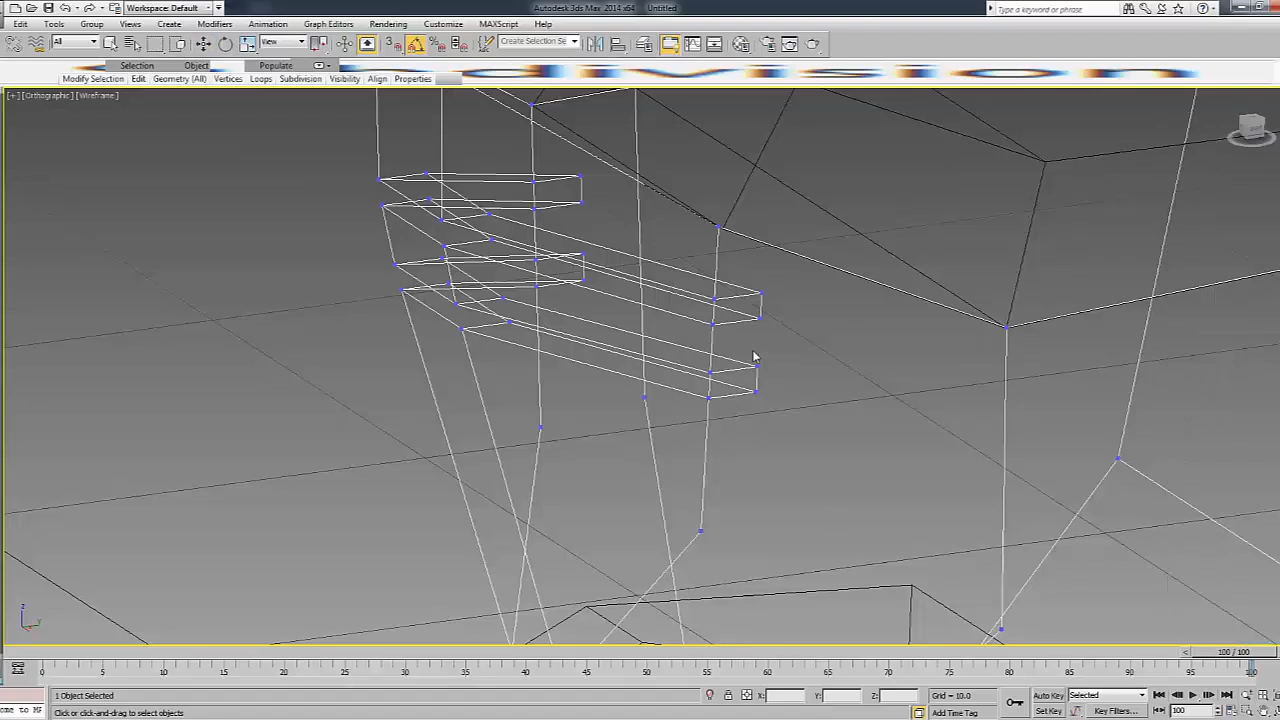 Workspace: Default
Autodesk 3ds Max 2014 x64
Untitled
Type a keyword or phrase
Edit Tools Group Views Create Modifiers Animation Graph Editors Rendering Customize MAXScript Help
All
View
3
Create Selection Se
Selection Object Populate
Modify Selection Edit Geometry (All) Vertices Loops Subdivision Visibility Align Properties
[+] [Orthographic] [Wireframe]
z
y
< 100 / 100
0 5 10 15 20 25 30 35 40 45 50 55 60 65 70 75 80 85 90 95 100
1 Object Selected
X: Y: Z:
Grid = 10.0
Auto Key
Selected
ome to MF
Click or click-and-drag to select objects
Add Time Tag
Set Key
Key Filters...
100